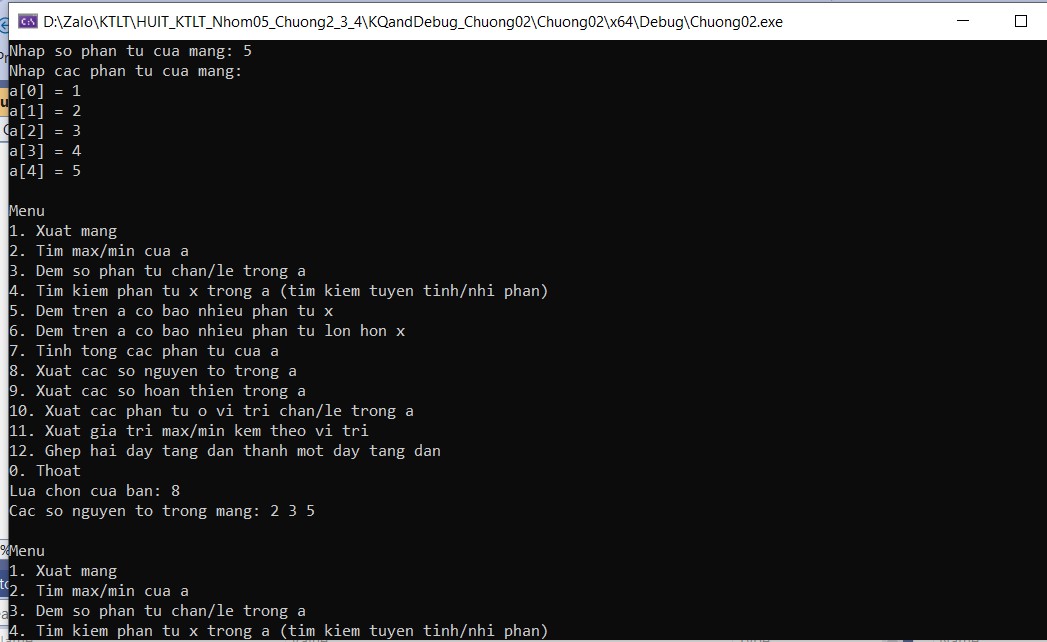 D:\Zalo\KTLT\HUIT_KTLT_Nhom05_Chuong2_3_4\KQandDebug_Chuong02\Chuong02\x64\Debug\Chuong02.exe
Nhap so phan tu cua mang: 5
Nhap cac phan tu cua mang:
a[0] = 1
a[1] = 2
a[2] = 3
a[3] = 4
a[4] = 5
Menu
1. Xuat mang
2. Tim max/min cua a
3. Dem so phan tu chan/le trong a
4. Tim kiem phan tu x trong a (tim kiem tuyen tinh/nhi phan)
5. Dem tren a co bao nhieu phan tu x
6. Dem tren a co bao nhieu phan tu lon hon x
7. Tinh tong cac phan tu cua a
8. Xuat cac so nguyen to trong a
9. Xuat cac so hoan thien trong a
10. Xuat cac phan tu o vi tri chan/le trong a
11. Xuat gia tri max/min kem theo vi tri
12. Ghep hai day tang dan thanh mot day tang dan
0. Thoat
Lua chon cua ban: 8
Cac so nguyen to trong mang: 2 3 5
Menu
1. Xuat mang
2. Tim max/min cua a
3. Dem so phan tu chan/le trong a
4. Tim kiem phan tu x trong a (tim kiem tuyen tinh/nhi phan)